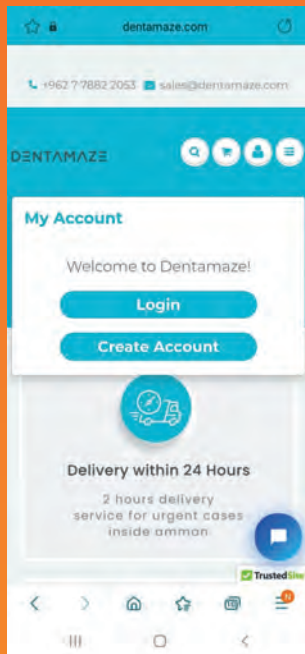 dentamaze.com
+962 7 7882 2053 sales@dentamaze.com
DENTAMAZE
My Account
Welcome to Dentamaze!
Login
Create Account
Delivery within 24 Hours
2 hours delivery
service for urgent cases
inside amman
TrustedSite
N